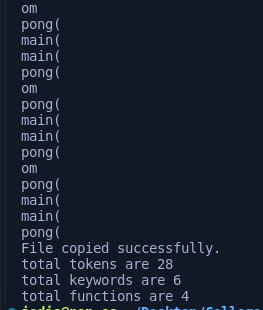 om
pong(
main(
main(
pong(
om
pong(
main(
main(
pong(
om
pong(
main(
main(
pong(
File copied successfully.
total tokens are 28
total keywords are 6
total functions are 4